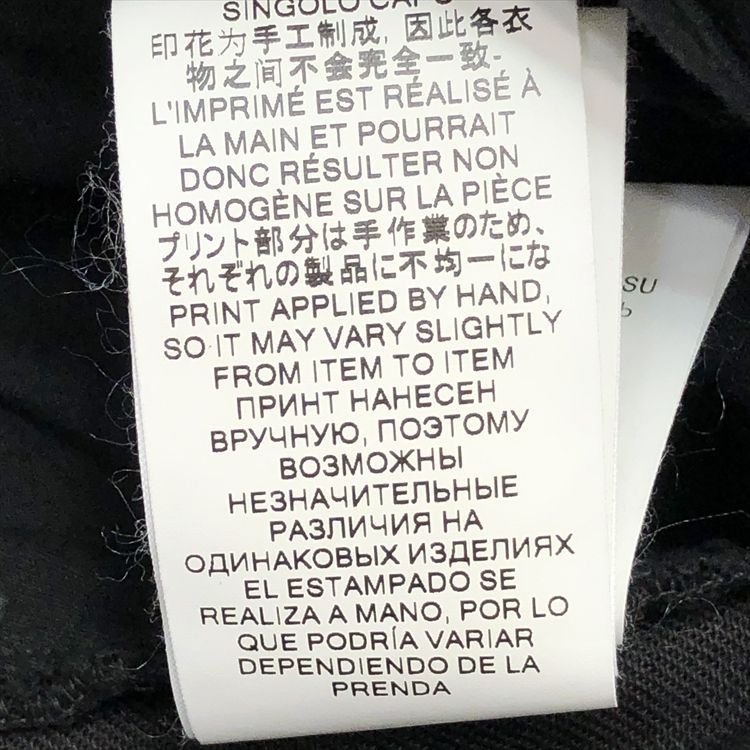 SINGOLO CAPO
印花为手工制成, 因此各衣
物之间不会完全一致-
L'IMPRIMÉ EST RÉALISÉ À
LA MAIN ET POURRAIT
DONC RÉSULTER NON
HOMOGÈNE SUR LA PIÈCE
プリント部分は手作業のため、
それぞれの製品に不均一にな
PRINT APPLIED BY HAND,
SO IT MAY VARY SLIGHTLY
FROM ITEM TO ITEM
ПРИНТ НАНЕСЕН
ВРУЧНУЮ, ПОЭТОМУ
ВОЗМОЖНЫ
НЕЗНАЧИТЕЛЬНЫЕ
РАЗЛИЧИЯ НА
ОДИНАКОВЫХ ИЗДЕЛИЯХ
EL ESTAMPADO SE
REALIZA A MANO, POR LO
QUE PODRÍA VARIAR
DEPENDIENDO DE LA
PRENDA
SU